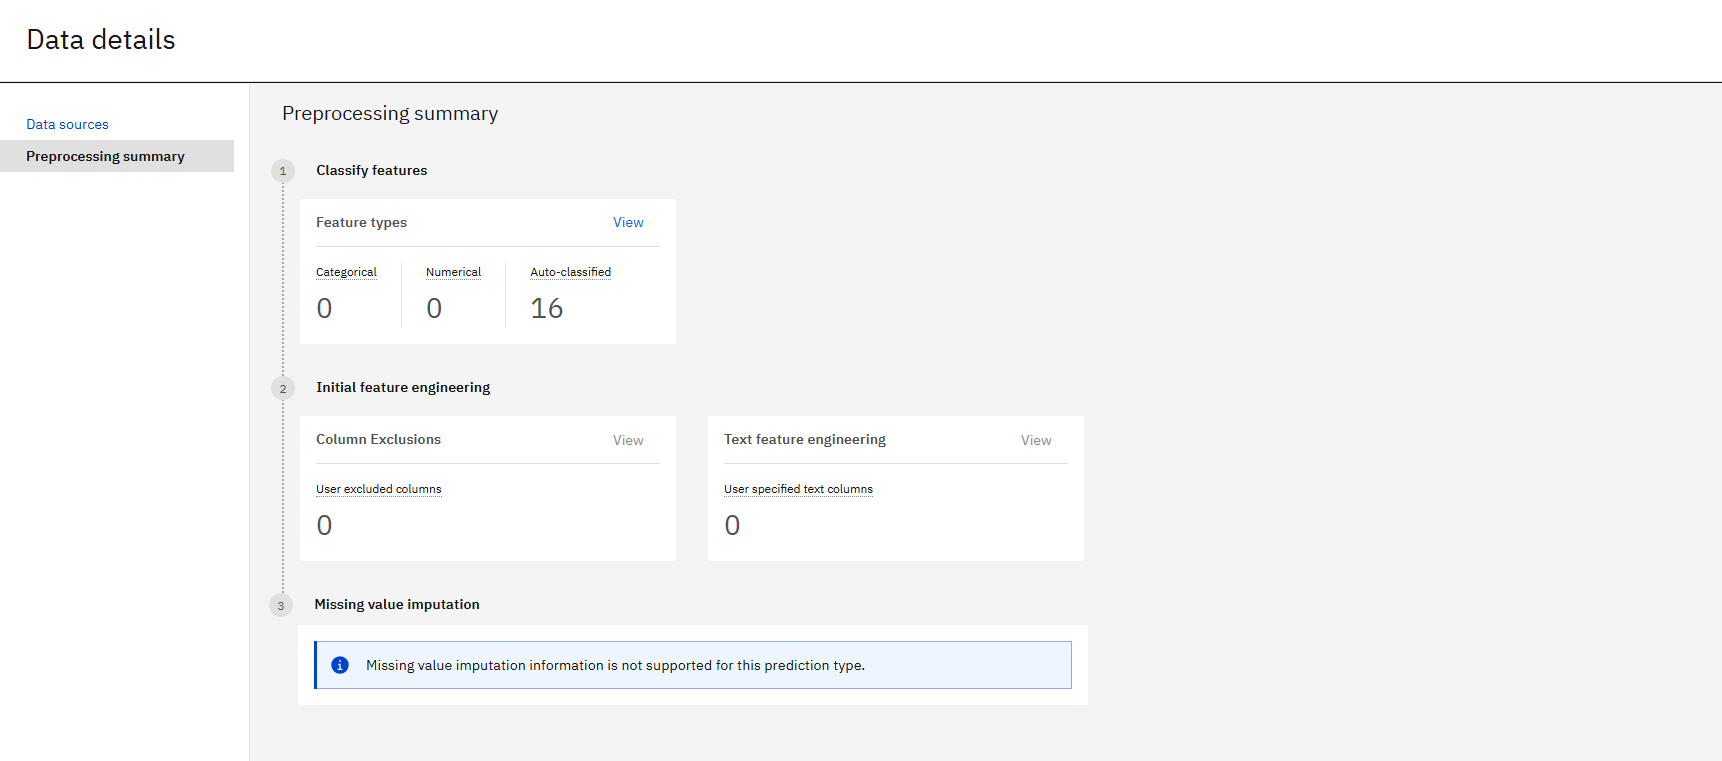 Data details
Data sources
Preprocessing summary
Preprocessing summary
1 Classify features
Feature types View
Categorical Numerical Auto-classified
0 0 16
2 Initial feature engineering
Column Exclusions View
User excluded columns
0
Text feature engineering View
User specified text columns
0
3 Missing value imputation
Missing value imputation information is not supported for this prediction type.